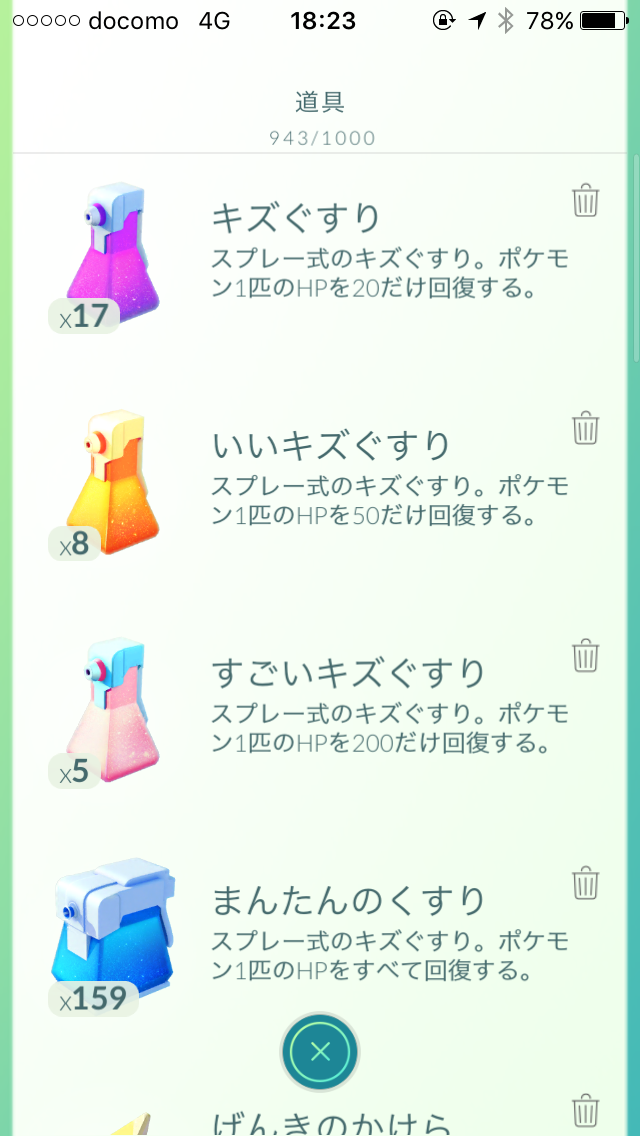 docomo 4G 18:23 78%
道具
943/1000
キズぐすり
スプレー式のキズぐすり。ポケモ
ン1匹のHPを20だけ回復する。
x17
いいキズぐすり
スプレー式のキズぐすり。ポケモ
ン1匹のHPを50だけ回復する。
x8
すごいキズぐすり
スプレー式のキズぐすり。ポケモ
ン1匹のHPを200だけ回復する。
x5
まんたんのくすり
スプレー式のキズぐすり。ポケモ
ン1匹のHPをすべて回復する。
x159
げんきのかけら